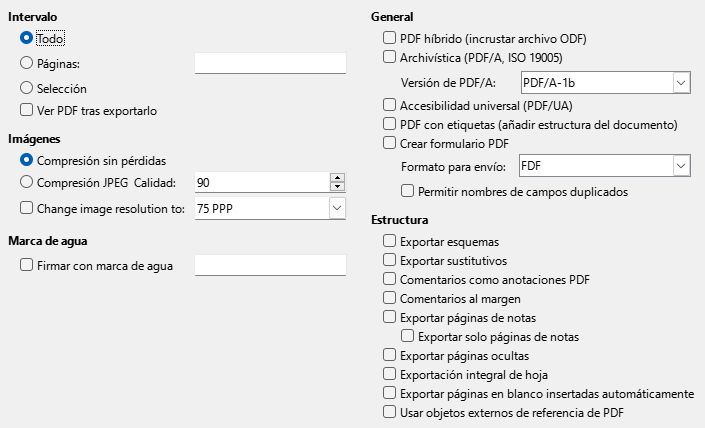 Intervalo
Todo
Páginas:
Selección
Ver PDF tras exportarlo
Imágenes
Compresión sin pérdidas
Compresión JPEG Calidad: 90
Change image resolution to: 75 PPP
Marca de agua
Firmar con marca de agua
General
PDF híbrido (incrustar archivo ODF)
Archivística (PDF/A, ISO 19005)
Versión de PDF/A: PDF/A-1b
Accesibilidad universal (PDF/UA)
PDF con etiquetas (añadir estructura del documento)
Crear formulario PDF
Formato para envío: FDF
Permitir nombres de campos duplicados
Estructura
Exportar esquemas
Exportar sustitutivos
Comentarios como anotaciones PDF
Comentarios al margen
Exportar páginas de notas
Exportar solo páginas de notas
Exportar páginas ocultas
Exportación integral de hoja
Exportar páginas en blanco insertadas automáticamente
Usar objetos externos de referencia de PDF